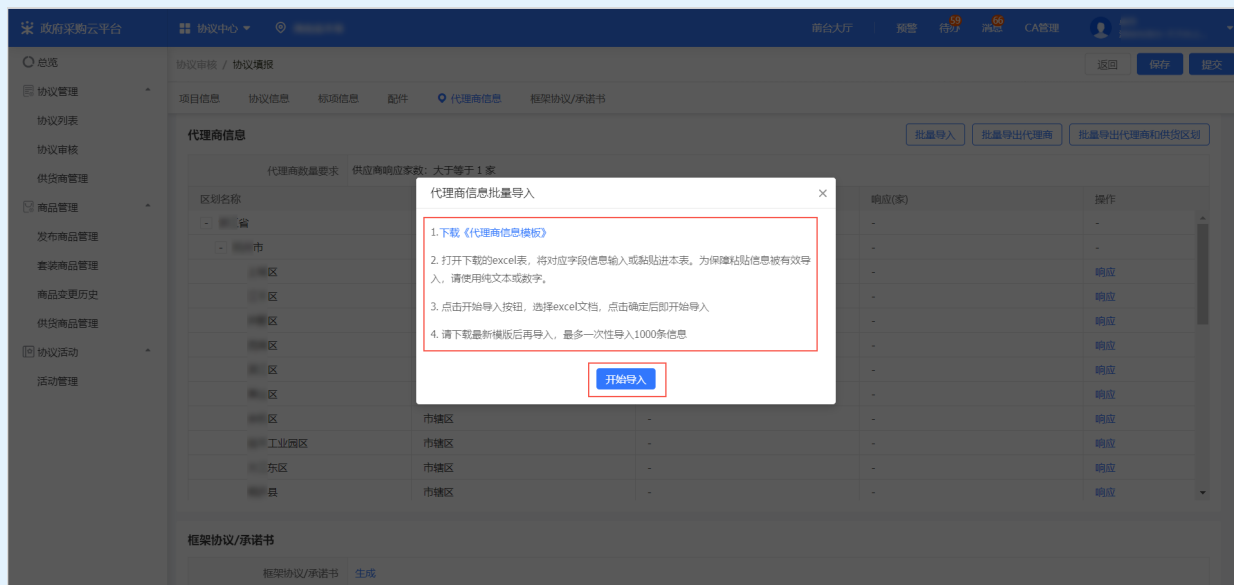 政府采购云平台
协议中心
前台大厅
预警
待办
59
消息
66
CA管理
总览
协议管理
协议列表
协议审核
供货商管理
商品管理
发布商品管理
套装商品管理
商品变更历史
供货商品管理
协议活动
活动管理
协议审核 / 协议填报
返回
保存
提交
项目信息
协议信息
标项信息
配件
代理商信息
框架协议/承诺书
代理商信息
批量导入
批量导出代理商
批量导出代理商和供货区划
代理商数量要求
供应商响应家数：大于等于 1 家
区划名称
响应(家)
操作
- 省 - -
- 市 - -
区 - 响应
区 - 响应
区 - 响应
区 - 响应
区 - 响应
区 - 响应
区 市辖区 - - 响应
工业园区 市辖区 - - 响应
东区 市辖区 - - 响应
县 市辖区 - - 响应
代理商信息批量导入
1.下载《代理商信息模板》
2. 打开下载的excel表，将对应字段信息输入或黏贴进本表。为保障粘贴信息被有效导
入，请使用纯文本或数字。
3. 点击开始导入按钮，选择excel文档，点击确定后即开始导入
4. 请下载最新模版后再导入，最多一次性导入1000条信息
开始导入
框架协议/承诺书
框架协议/承诺书
生成